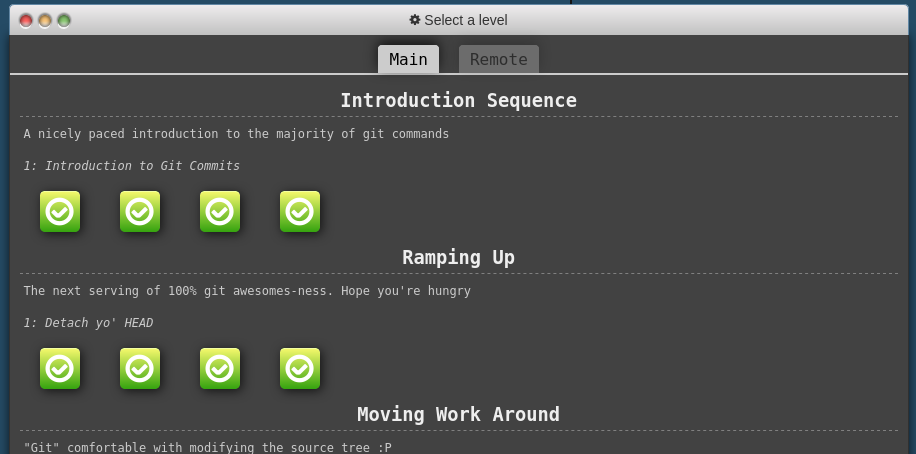 Select a level
Main Remote
Introduction Sequence
A nicely paced introduction to the majority of git commands
1: Introduction to Git Commits
Ramping Up
The next serving of 100% git awesomes-ness. Hope you're hungry
1: Detach yo' HEAD
Moving Work Around
"Git" comfortable with modifying the source tree :P